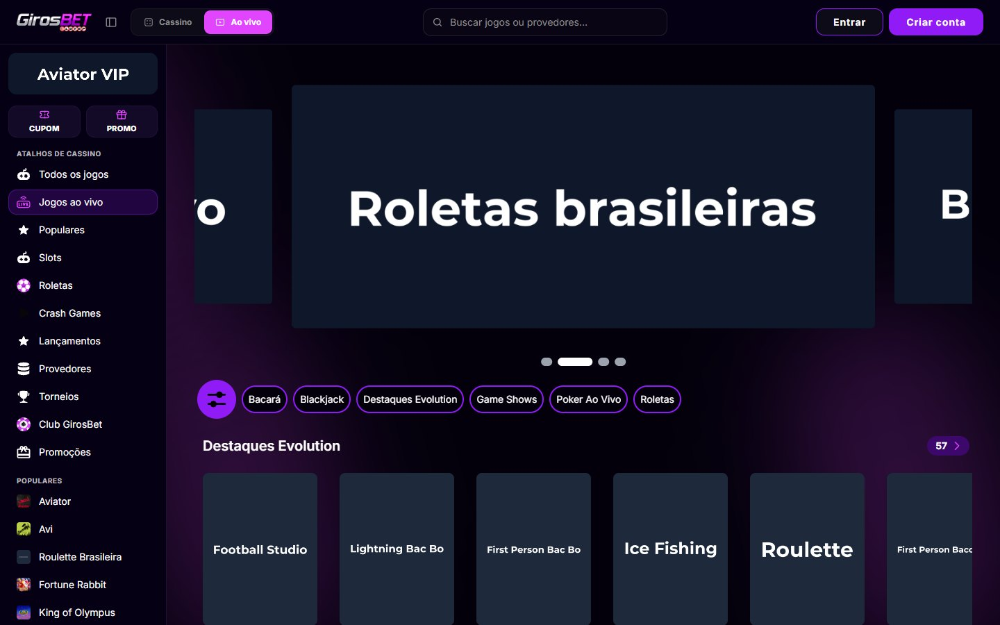 GirosBET
Cassino
Ao vivo
Buscar jogos ou provedores...
Entrar
Criar conta
Aviator VIP
CUPOM
PROMO
ATALHOS DE CASSINO
Todos os jogos
LIVE
Jogos ao vivo
Populares
Slots
Roletas
Crash Games
Lançamentos
Provedores
Torneios
Club GirosBet
Promoções
POPULARES
Aviator
Avi
Roulette Brasileira
Fortune Rabbit
King of Olympus
vo
Roletas brasileiras
B
Bacará
Blackjack
Destaques Evolution
Game Shows
Poker Ao Vivo
Roletas
Destaques Evolution
57
Football Studio
Lightning Bac Bo
First Person Bac Bo
Ice Fishing
Roulette
First Person Bacc